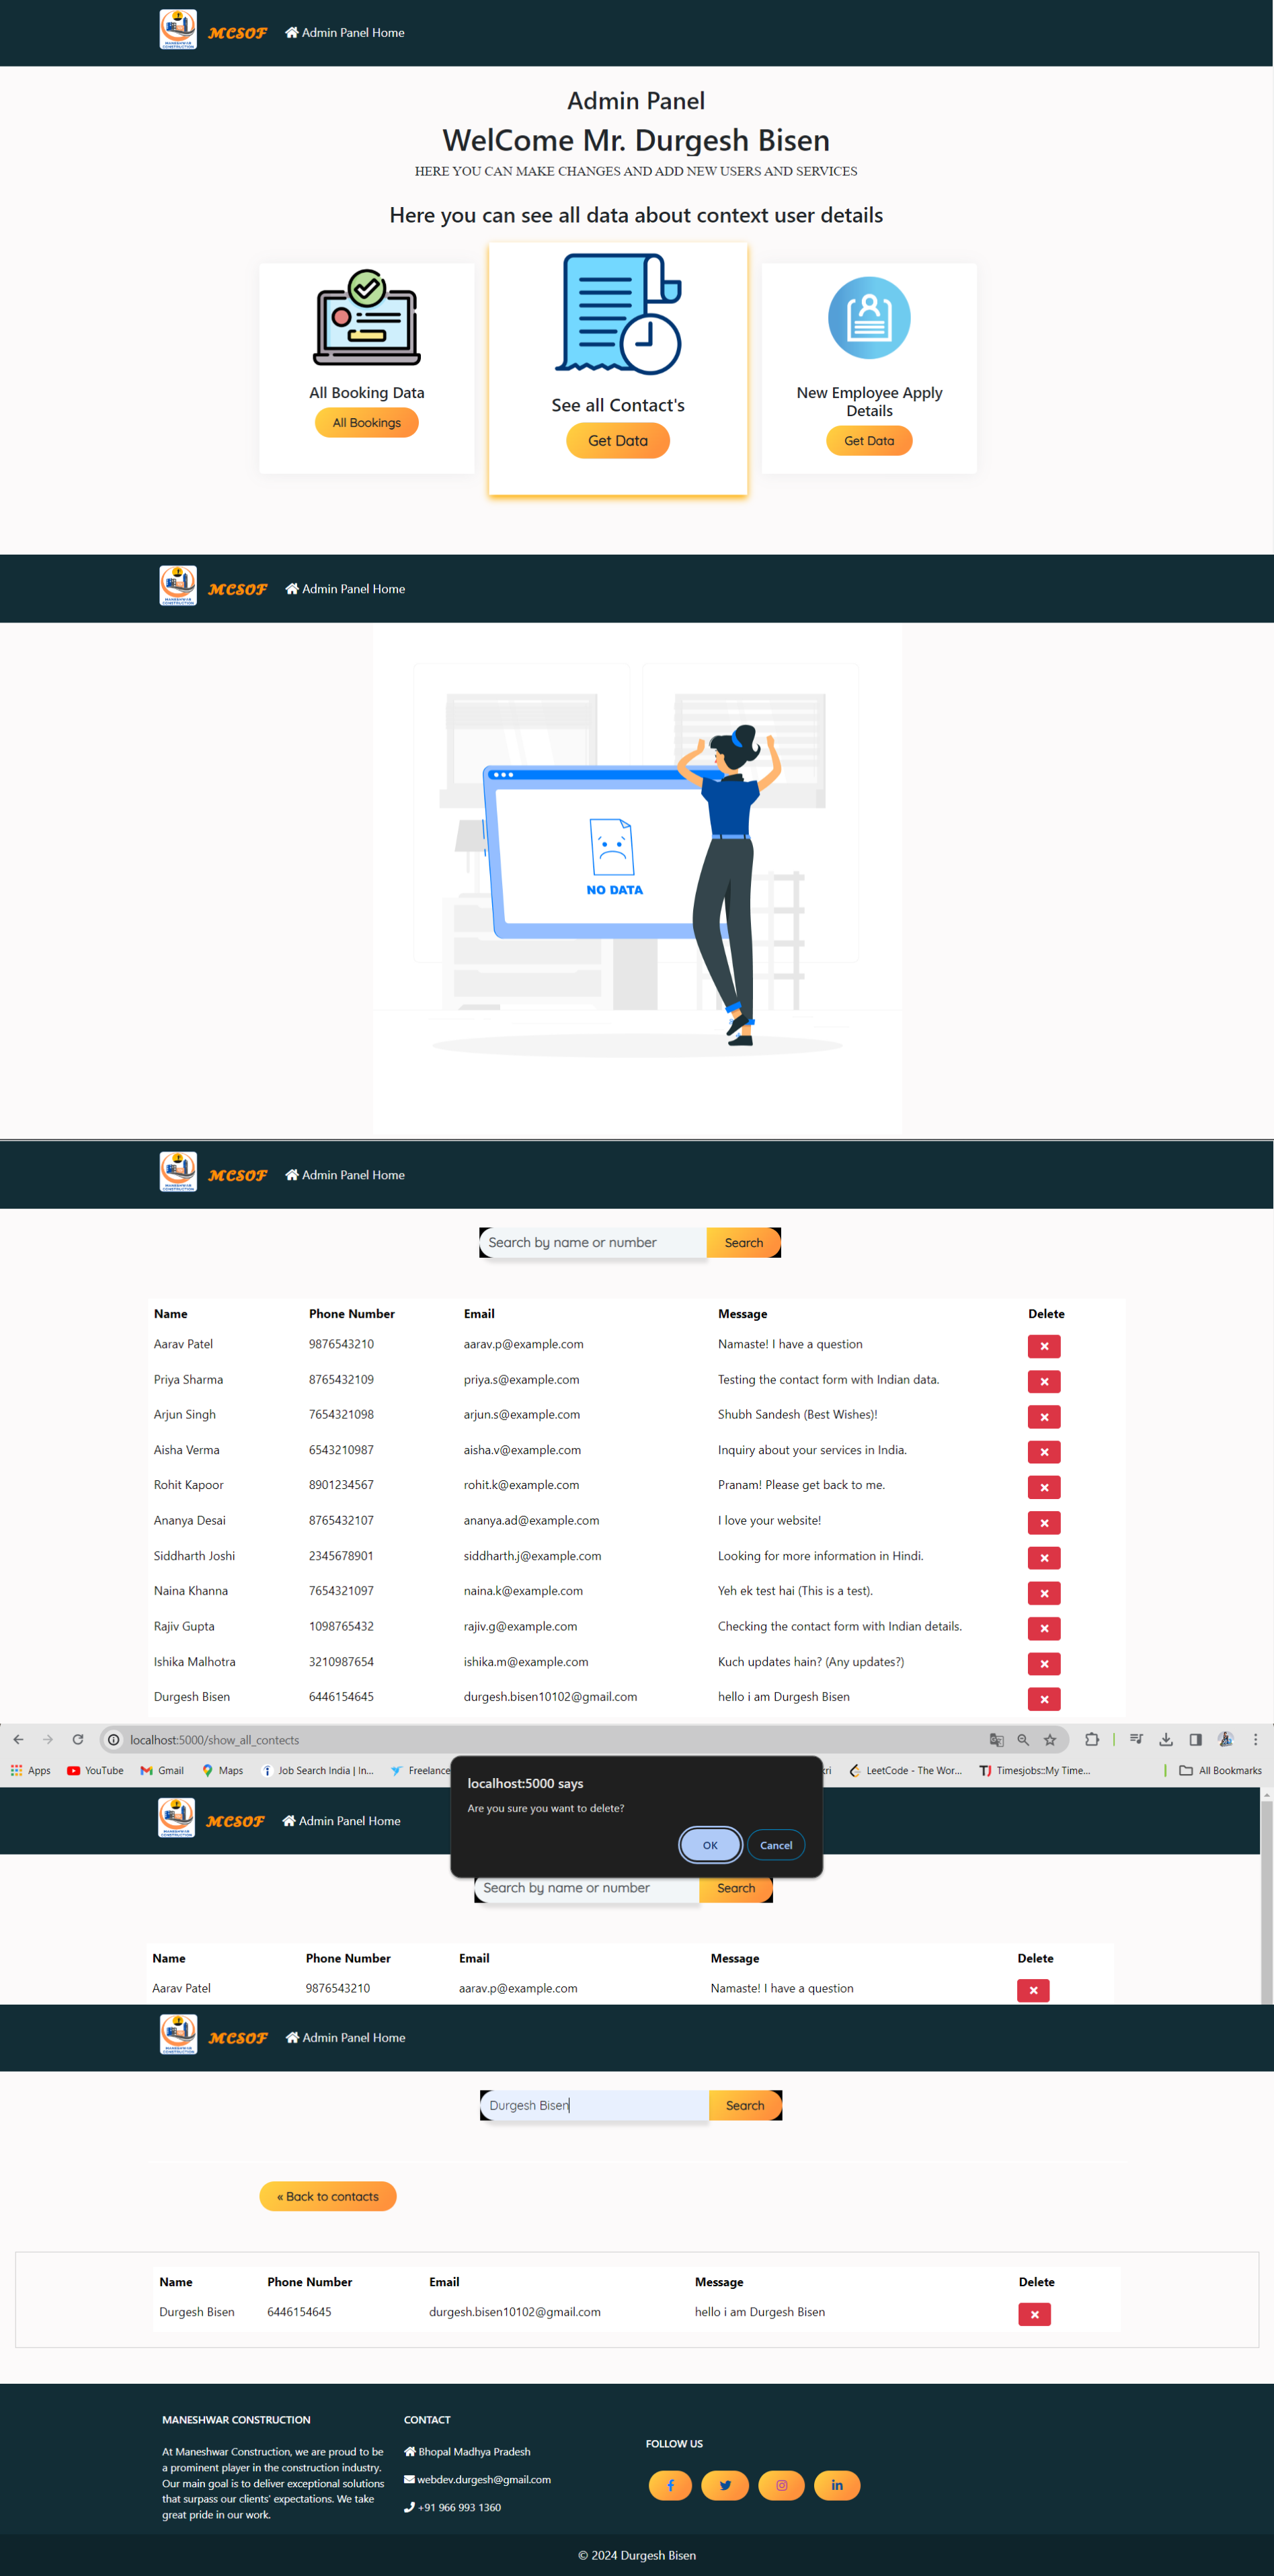 MCSOF Admin Panel Home
Admin Panel
WelCome Mr. Durgesh Bisen
HERE YOU CAN MAKE CHANGES AND ADD NEW USERS AND SERVICES
Here you can see all data about context user details
All Booking Data
All Bookings
See all Contact's
Get Data
New Employee Apply
Details
Get Data
MANESHWAR
CONSTRUCTION
MCSOF Admin Panel Home
NO DATA
MANESHWAR
CONSTRUCTION
MCSOF Admin Panel Home
Search by name or number Search
Name Phone Number Email Message Delete
Aarav Patel 9876543210 aarav.p@example.com Namaste! I have a question
Priya Sharma 8765432109 priya.s@example.com Testing the contact form with Indian data.
Arjun Singh 7654321098 arjun.s@example.com Shubh Sandesh (Best Wishes)!
Aisha Verma 6543210987 aisha.v@example.com Inquiry about your services in India.
Rohit Kapoor 8901234567 rohit.k@example.com Pranam! Please get back to me.
Ananya Desai 8765432107 ananya.ad@example.com I love your website!
Siddharth Joshi 2345678901 siddharth.j@example.com Looking for more information in Hindi.
Naina Khanna 7654321097 naina.k@example.com Yeh ek test hai (This is a test).
Rajiv Gupta 1098765432 rajiv.g@example.com Checking the contact form with Indian details.
Ishika Malhotra 3210987654 ishika.m@example.com Kuch updates hain? (Any updates?)
Durgesh Bisen 6446154645 durgesh.bisen10102@gmail.com hello i am Durgesh Bisen
localhost:5000/show_all_contects
Apps YouTube Gmail Maps Job Search India | In... Freelance LeetCode - The Wor... Timesjobs::My Time... All Bookmarks
localhost:5000 says
Are you sure you want to delete?
OK Cancel
MANESHWAR
CONSTRUCTION
MCSOF Admin Panel Home
Search by name or number Search
Name Phone Number Email Message Delete
Aarav Patel 9876543210 aarav.p@example.com Namaste! I have a question
MANESHWAR
CONSTRUCTION
MCSOF Admin Panel Home
Durgesh Bisen Search
« Back to contacts
Name Phone Number Email Message Delete
Durgesh Bisen 6446154645 durgesh.bisen10102@gmail.com hello i am Durgesh Bisen
MANESHWAR CONSTRUCTION
At Maneshwar Construction, we are proud to be
a prominent player in the construction industry.
Our main goal is to deliver exceptional solutions
that surpass our clients' expectations. We take
great pride in our work.
CONTACT
Bhopal Madhya Pradesh
webdev.durgesh@gmail.com
+91 966 993 1360
FOLLOW US
© 2024 Durgesh Bisen